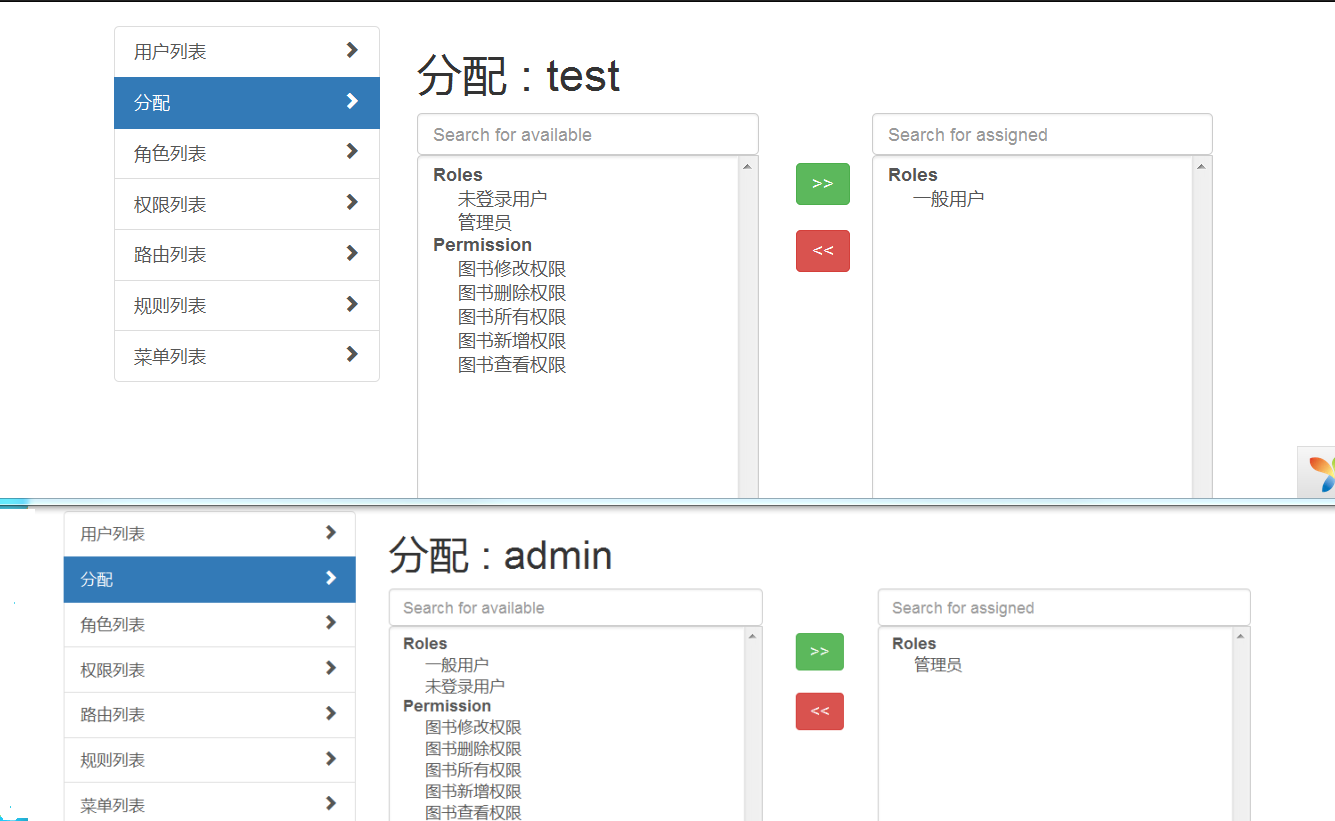 用户列表
分配
角色列表
权限列表
路由列表
规则列表
菜单列表
分配：test
Search for available
Roles
未登录用户
管理员
Permission
图书修改权限
图书删除权限
图书所有权限
图书新增权限
图书查看权限
>>
<<
Search for assigned
Roles
一般用户
用户列表
分配
角色列表
权限列表
路由列表
规则列表
菜单列表
分配：admin
Search for available
Roles
一般用户
未登录用户
Permission
图书修改权限
图书删除权限
图书所有权限
图书新增权限
图书查看权限
>>
<<
Search for assigned
Roles
管理员